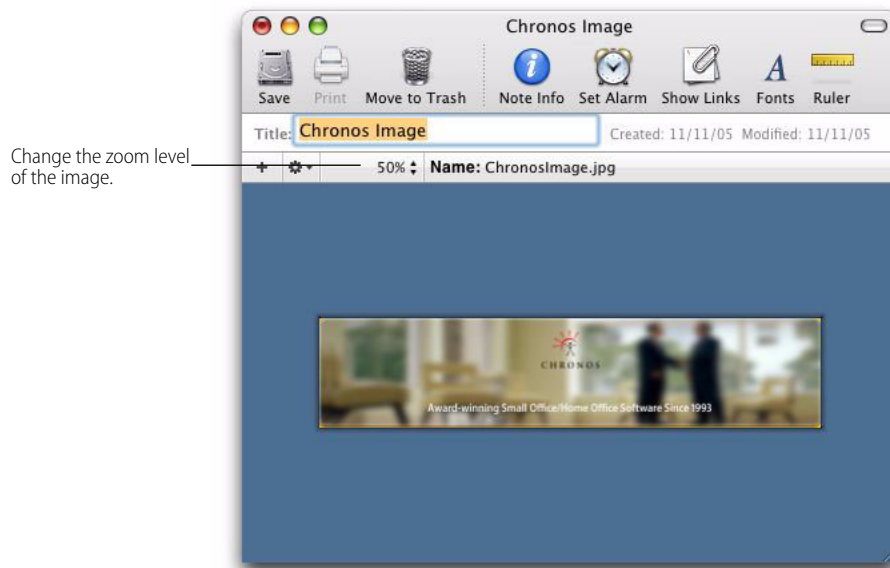 Chronos Image
Save Print Move to Trash Note Info Set Alarm Show Links Fonts Ruler
Title: Chronos Image Created: 11/11/05 Modified: 11/11/05
Change the zoom level
of the image.
50% Name: ChronosImage.jpg
CHRONOS
Award-winning Small Office/Home Office Software Since 1993